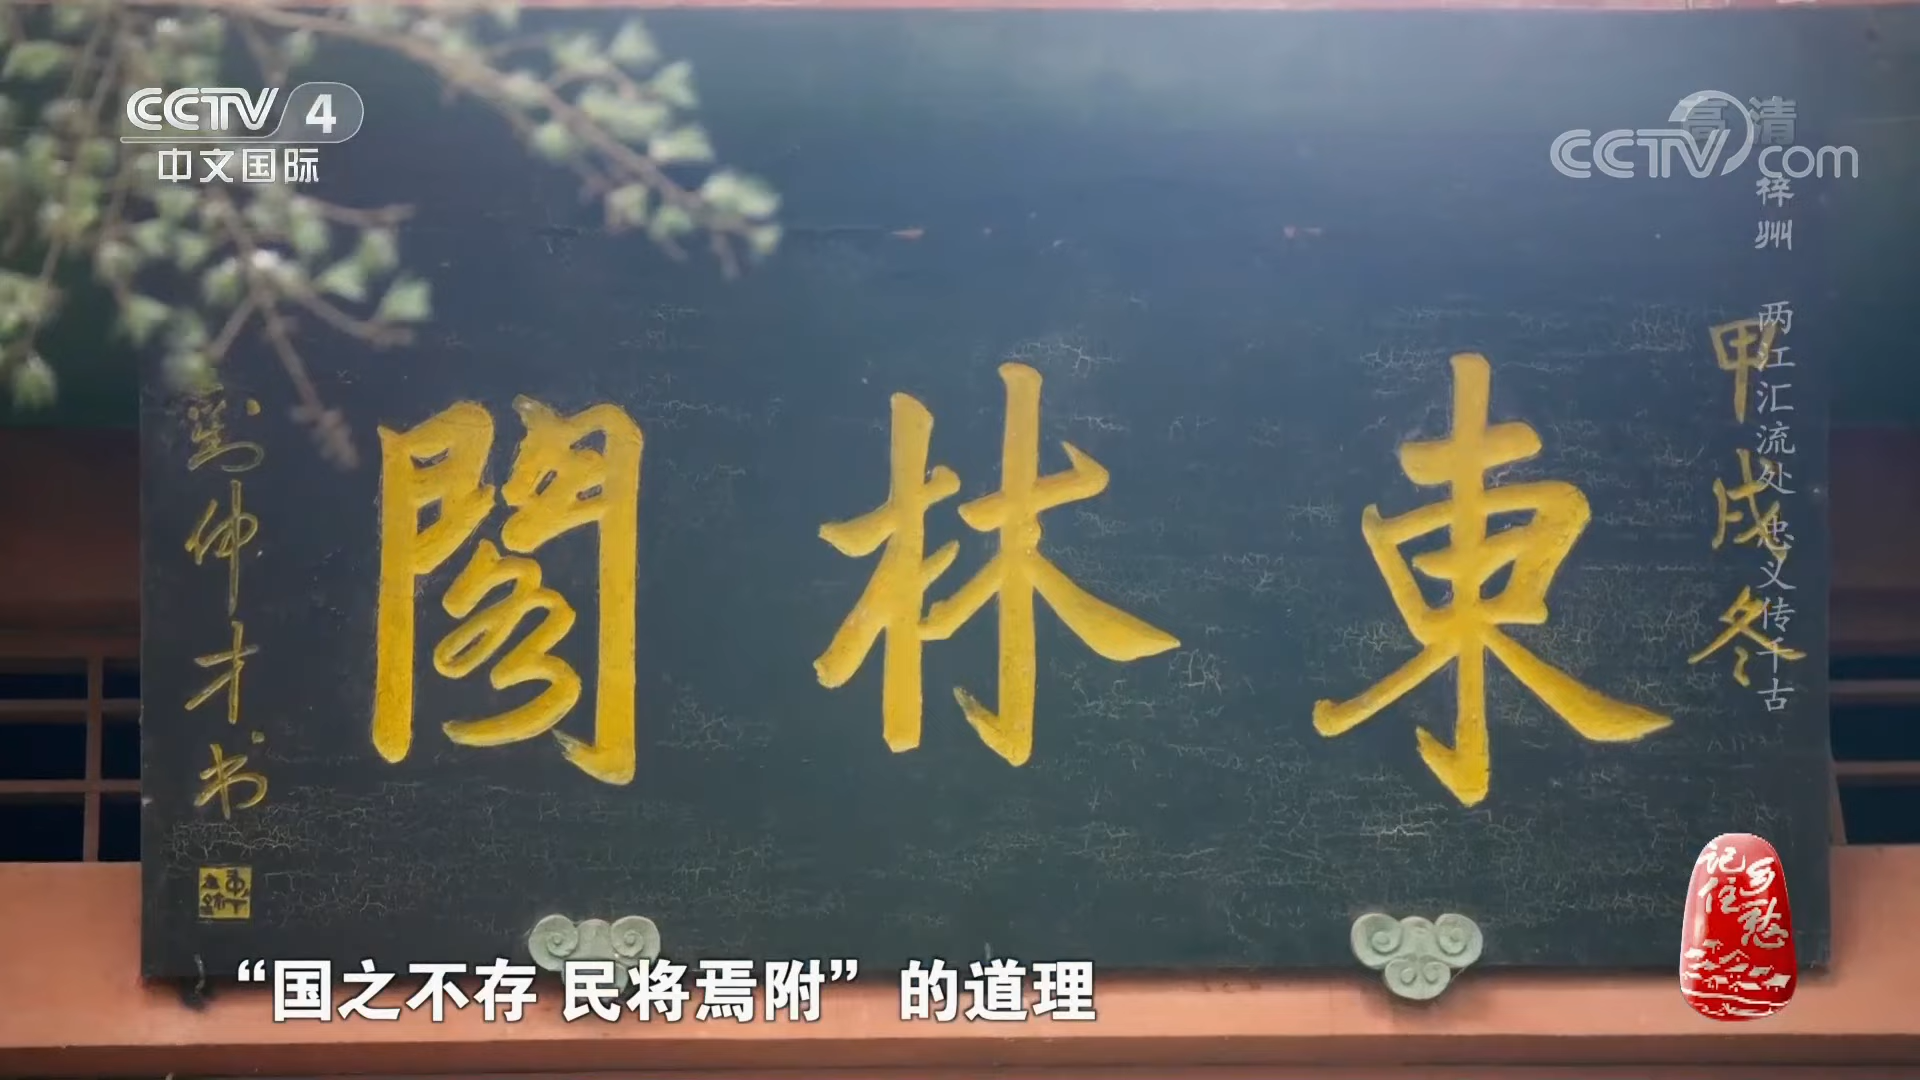 CCTV 4
中文国际
高清
CCTV com
梓州 两江汇流处 忠义传千古
甲戌冬
東林閣
劉仲才书
记住乡愁
“国之不存 民将焉附”的道理